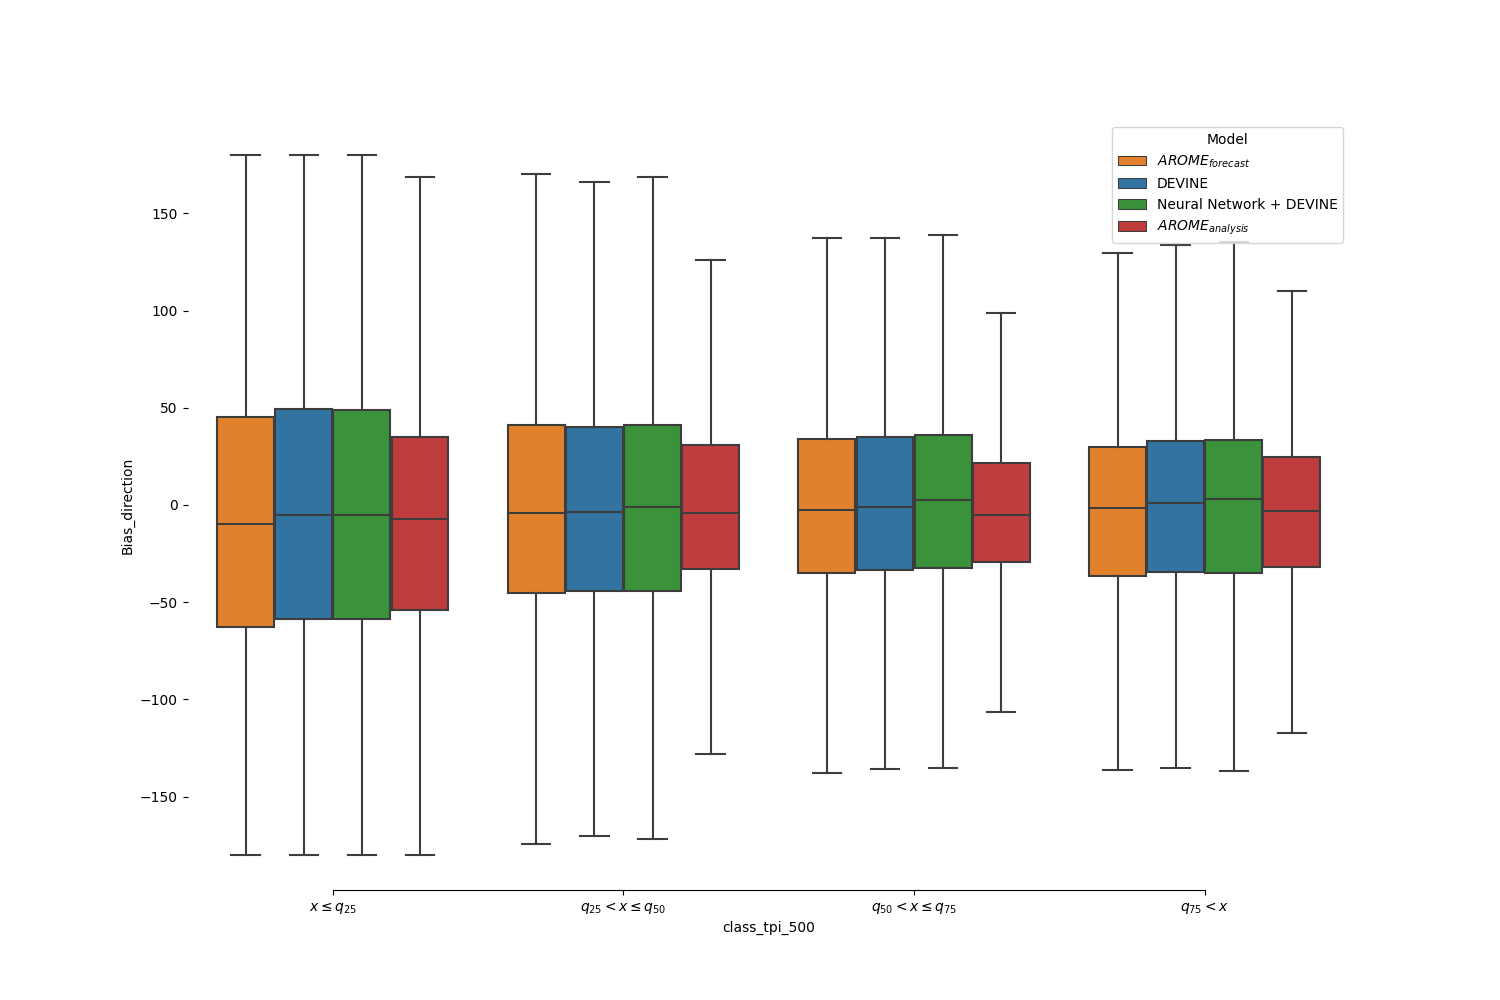 Model
AROME_forecast
DEVINE
Neural Network + DEVINE
AROME_analysis
Bias_direction
150
100
50
0
−50
−100
−150
x ≤ q25
q25 < x ≤ q50
q50 < x ≤ q75
q75 < x
class_tpi_500